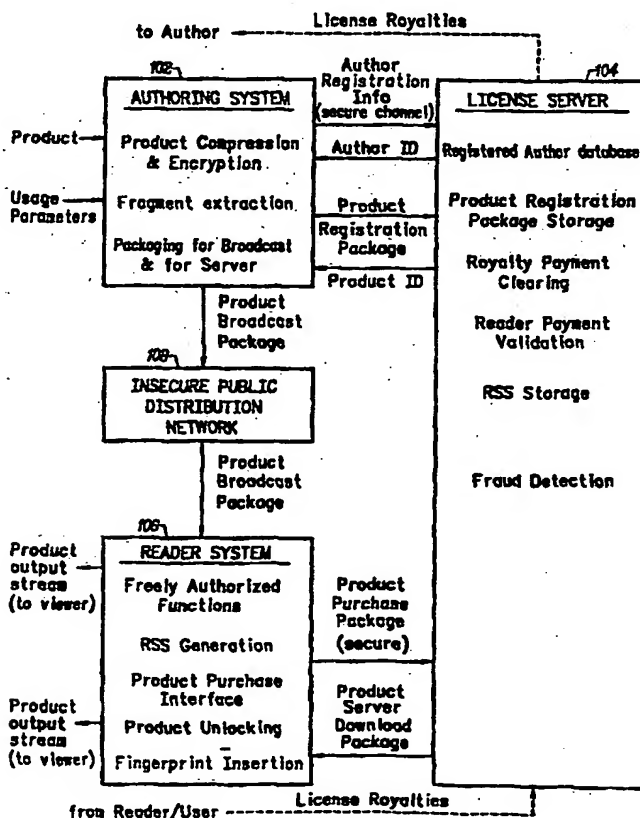 License Royalties
to Author
102
AUTHORING SYSTEM
Product Compression
& Encryption
Fragment extraction
Packaging for Broadcast
& for Server
Product
Usage
Parameters
Author
Registration
Info
(secure channel)
Author ID
Product
Registration
Package
Product ID
104
LICENSE SERVER
Registered Author database
Product Registration
Package Storage
Royalty Payment
Clearing
Reader Payment
Validation
RSS Storage
Fraud Detection
Product
Broadcast
Package
108
INSECURE PUBLIC
DISTRIBUTION
NETWORK
Product
Broadcast
Package
106
READER SYSTEM
Freely Authorized
Functions
RSS Generation
Product Purchase
Interface
Product Unlocking
Fingerprint Insertion
Product
output
stream
(to viewer)
Product
output
stream
(to viewer)
Product
Purchase
Package
(secure)
Product
Server
Download
Package
License Royalties
from Reader/User